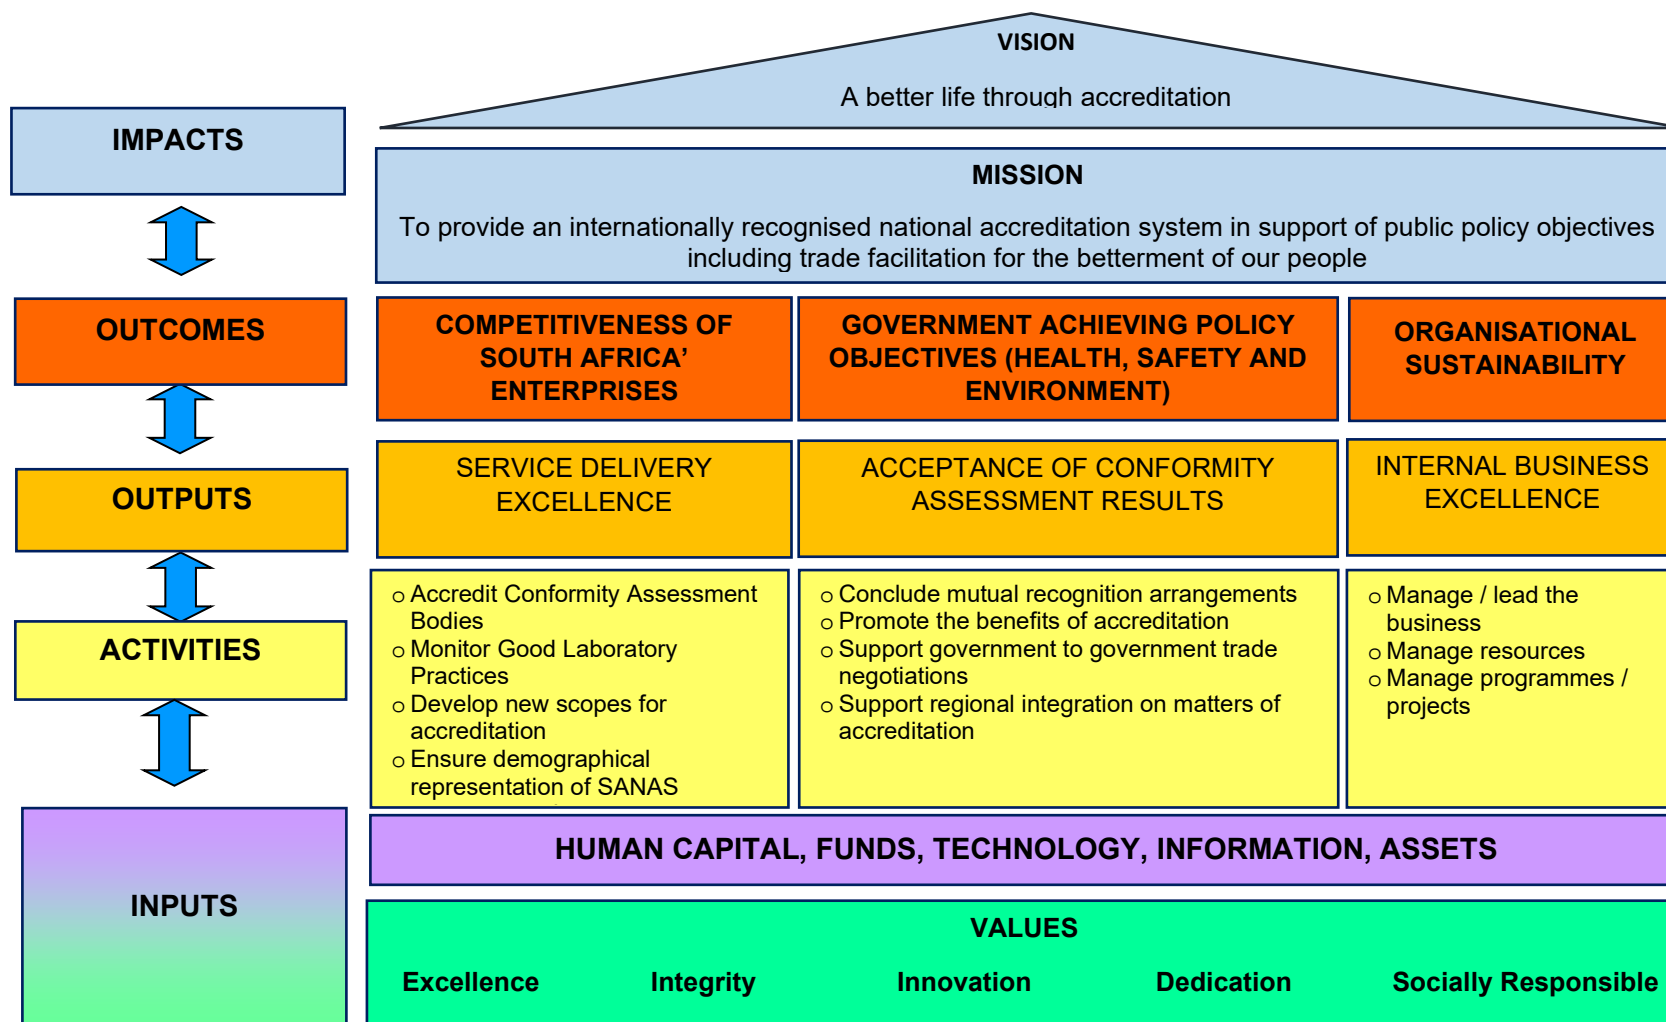 VISION
A better life through accreditation
IMPACTS
MISSION
To provide an internationally recognised national accreditation system in support of public policy objectives
including trade facilitation for the betterment of our people
OUTCOMES
COMPETITIVENESS OF
SOUTH AFRICA’
ENTERPRISES
GOVERNMENT ACHIEVING POLICY
OBJECTIVES (HEALTH, SAFETY AND
ENVIRONMENT)
ORGANISATIONAL
SUSTAINABILITY
OUTPUTS
SERVICE DELIVERY
EXCELLENCE
ACCEPTANCE OF CONFORMITY
ASSESSMENT RESULTS
INTERNAL BUSINESS
EXCELLENCE
ACTIVITIES
o Accredit Conformity Assessment
Bodies
o Monitor Good Laboratory
Practices
o Develop new scopes for
accreditation
o Ensure demographical
representation of SANAS
o Conclude mutual recognition arrangements
o Promote the benefits of accreditation
o Support government to government trade
negotiations
o Support regional integration on matters of
accreditation
o Manage / lead the
business
o Manage resources
o Manage programmes /
projects
INPUTS
HUMAN CAPITAL, FUNDS, TECHNOLOGY, INFORMATION, ASSETS
VALUES
Excellence Integrity Innovation Dedication Socially Responsible